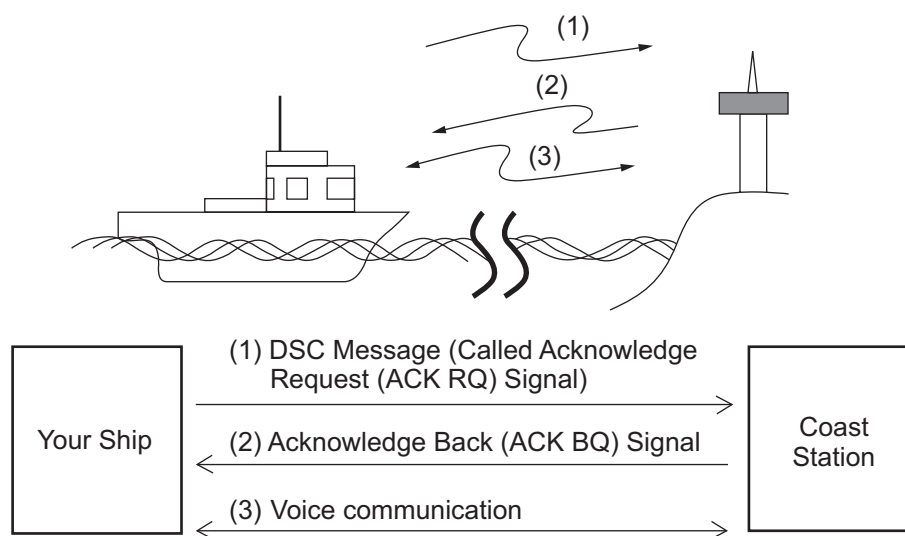 (1)
(2)
(3)
(1) DSC Message (Called Acknowledge
Request (ACK RQ) Signal)
Your Ship
(2) Acknowledge Back (ACK BQ) Signal
Coast
Station
(3) Voice communication